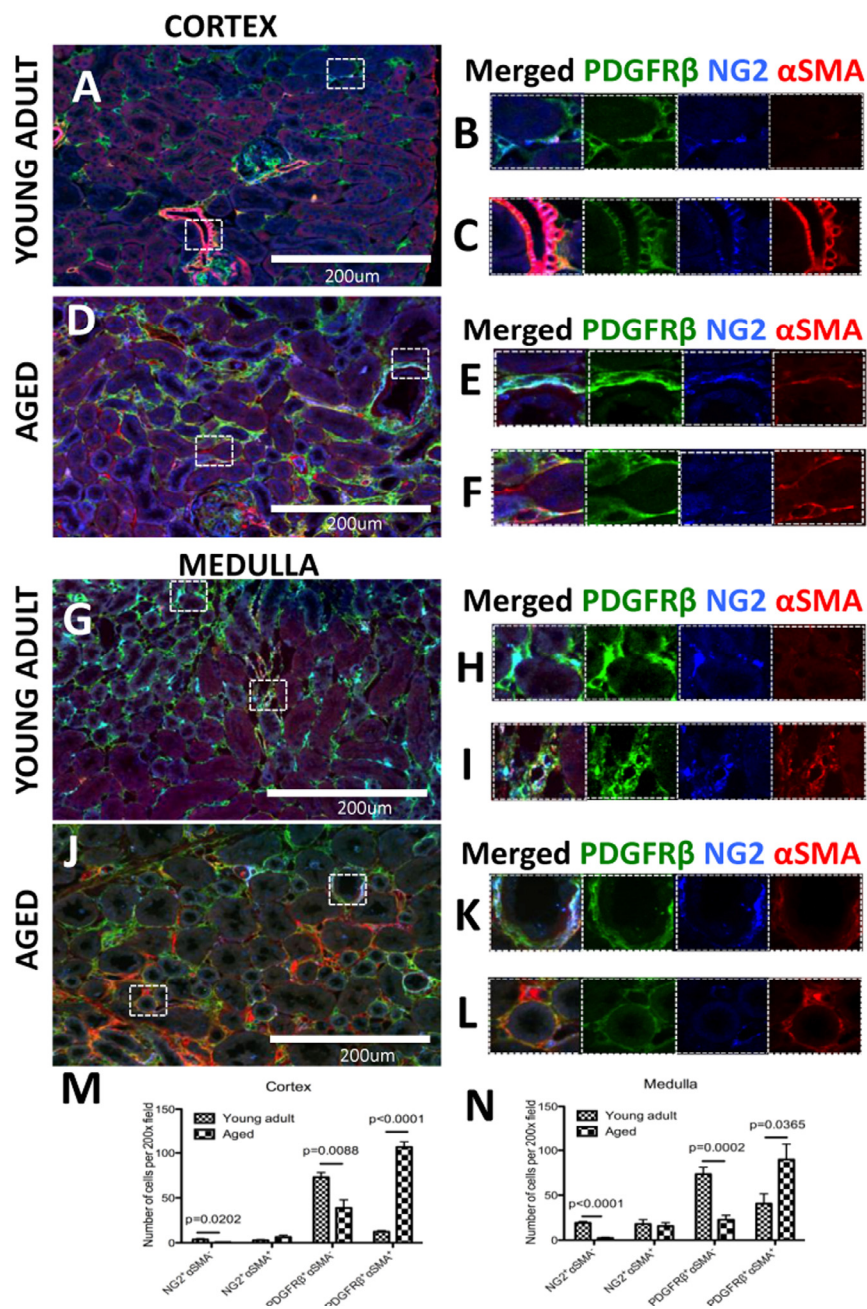 CORTEX
YOUNG ADULT
A
200um
Merged PDGFRβ NG2 αSMA
B
C
AGED
D
200um
Merged PDGFRβ NG2 αSMA
E
F
MEDULLA
YOUNG ADULT
G
200um
Merged PDGFRβ NG2 αSMA
H
I
AGED
J
200um
Merged PDGFRβ NG2 αSMA
K
L
M
Cortex
Number of cells per 200x field
150
100
50
0
Young adult
Aged
p=0.0202
p=0.0088
p<0.0001
NG2⁺ αSMA⁻
NG2⁺ αSMA⁺
PDGFRβ⁺ αSMA⁻
PDGFRβ⁺ αSMA⁺
N
Medulla
Number of cells per 200x field
150
100
50
0
Young adult
Aged
p<0.0001
p=0.0002
p=0.0365
NG2⁺ αSMA⁻
NG2⁺ αSMA⁺
PDGFRβ⁺ αSMA⁻
PDGFRβ⁺ αSMA⁺